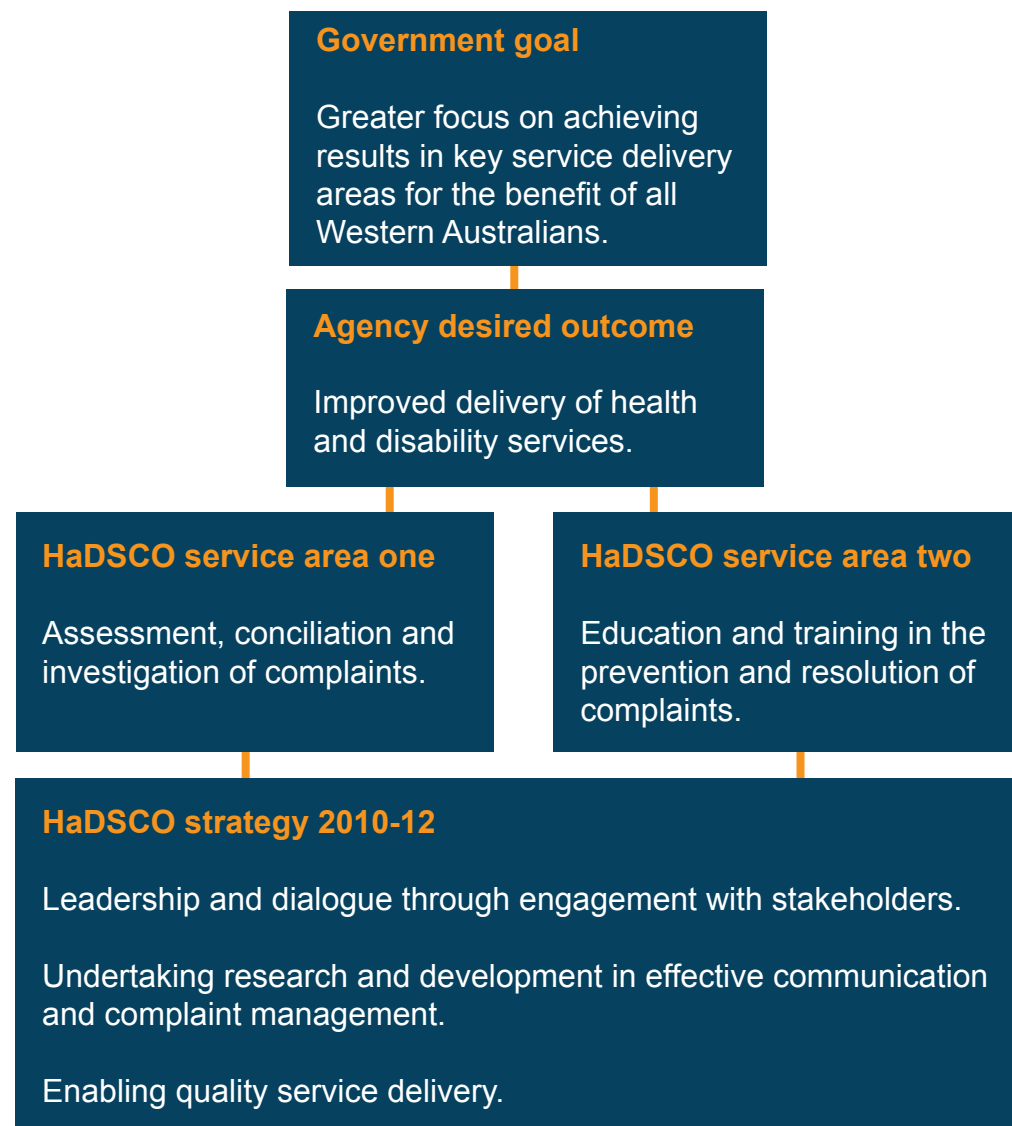 Government goal
Greater focus on achieving
results in key service delivery
areas for the benefit of all
Western Australians.
Agency desired outcome
Improved delivery of health
and disability services.
HaDSCO service area one
Assessment, conciliation and
investigation of complaints.
HaDSCO service area two
Education and training in the
prevention and resolution of
complaints.
HaDSCO strategy 2010-12
Leadership and dialogue through engagement with stakeholders.
Undertaking research and development in effective communication
and complaint management.
Enabling quality service delivery.